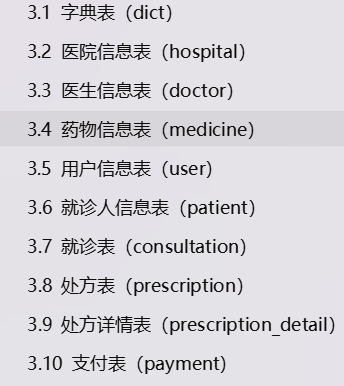 3.1 字典表（dict）
3.2 医院信息表（hospital）
3.3 医生信息表（doctor）
3.4 药物信息表（medicine）
3.5 用户信息表（user）
3.6 就诊人信息表（patient）
3.7 就诊表（consultation）
3.8 处方表（prescription）
3.9 处方详情表（prescription_detail）
3.10 支付表（payment）